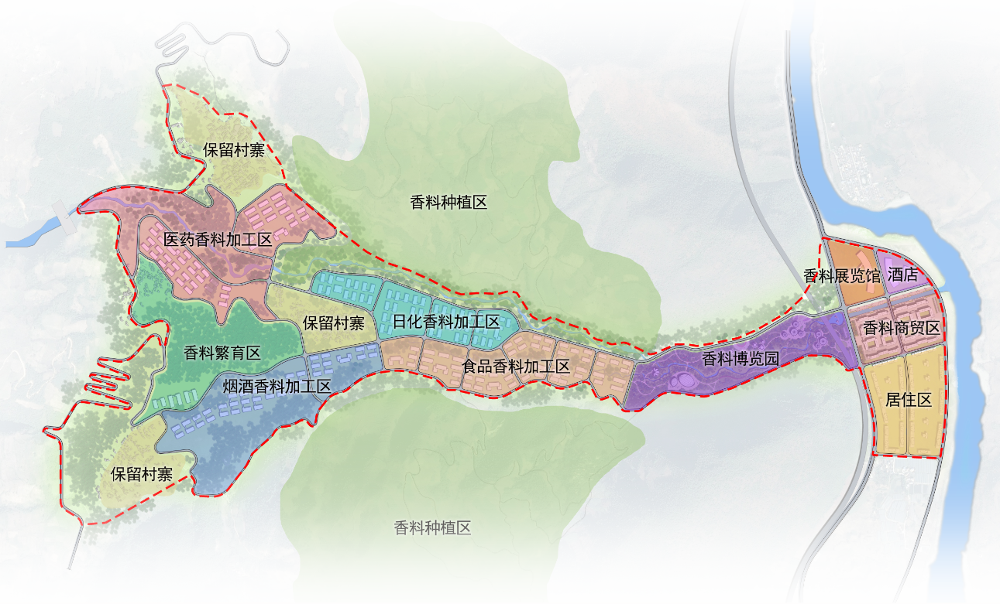 保留村寨
香料种植区
医药香料加工区
香料展览馆
酒店
保留村寨
日化香料加工区
香料商贸区
香料繁育区
香料博览园
食品香料加工区
烟酒香料加工区
居住区
保留村寨
香料种植区